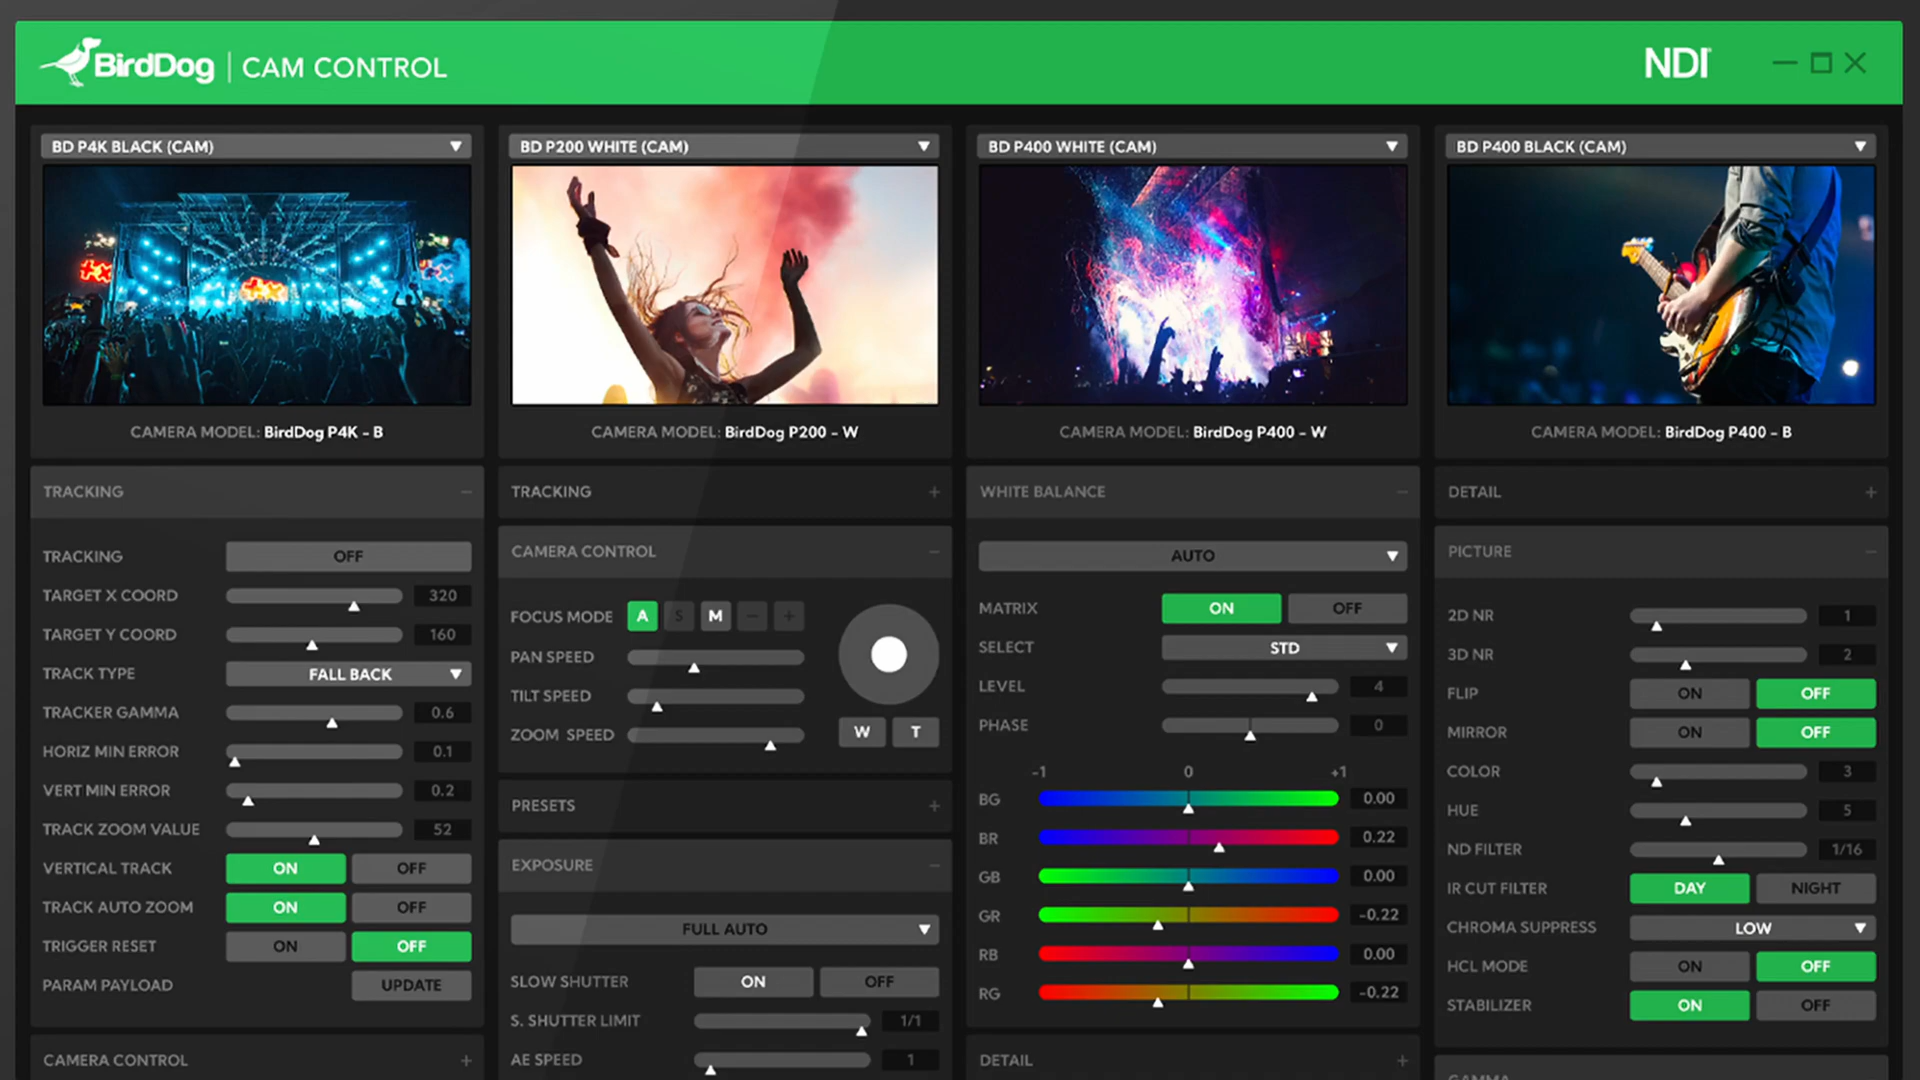 BirdDog | CAM CONTROL
NDI
BD P4K BLACK (CAM)
CAMERA MODEL: BirdDog P4K - B
TRACKING
TRACKING OFF
TARGET X COORD 320
TARGET Y COORD 160
TRACK TYPE FALL BACK
TRACKER GAMMA 0.6
HORIZ MIN ERROR 0.1
VERT MIN ERROR 0.2
TRACK ZOOM VALUE 52
VERTICAL TRACK ON OFF
TRACK AUTO ZOOM ON OFF
TRIGGER RESET ON OFF
PARAM PAYLOAD UPDATE
CAMERA CONTROL +
BD P200 WHITE (CAM)
CAMERA MODEL: BirdDog P200 - W
TRACKING +
CAMERA CONTROL -
FOCUS MODE A S M - +
PAN SPEED
TILT SPEED
ZOOM SPEED
W T
PRESETS +
EXPOSURE -
FULL AUTO
SLOW SHUTTER ON OFF
S. SHUTTER LIMIT 1/1
AE SPEED 1
BD P400 WHITE (CAM)
CAMERA MODEL: BirdDog P400 - W
WHITE BALANCE -
AUTO
MATRIX ON OFF
SELECT STD
LEVEL 4
PHASE 0
-1 0 +1
BG 0.00
BR 0.22
GB 0.00
GR -0.22
RB 0.00
RG -0.22
DETAIL +
BD P400 BLACK (CAM)
CAMERA MODEL: BirdDog P400 - B
DETAIL +
PICTURE -
2D NR 1
3D NR 2
FLIP ON OFF
MIRROR ON OFF
COLOR 3
HUE 5
ND FILTER 1/16
IR CUT FILTER DAY NIGHT
CHROMA SUPPRESS LOW
HCL MODE ON OFF
STABILIZER ON OFF
GAMMA